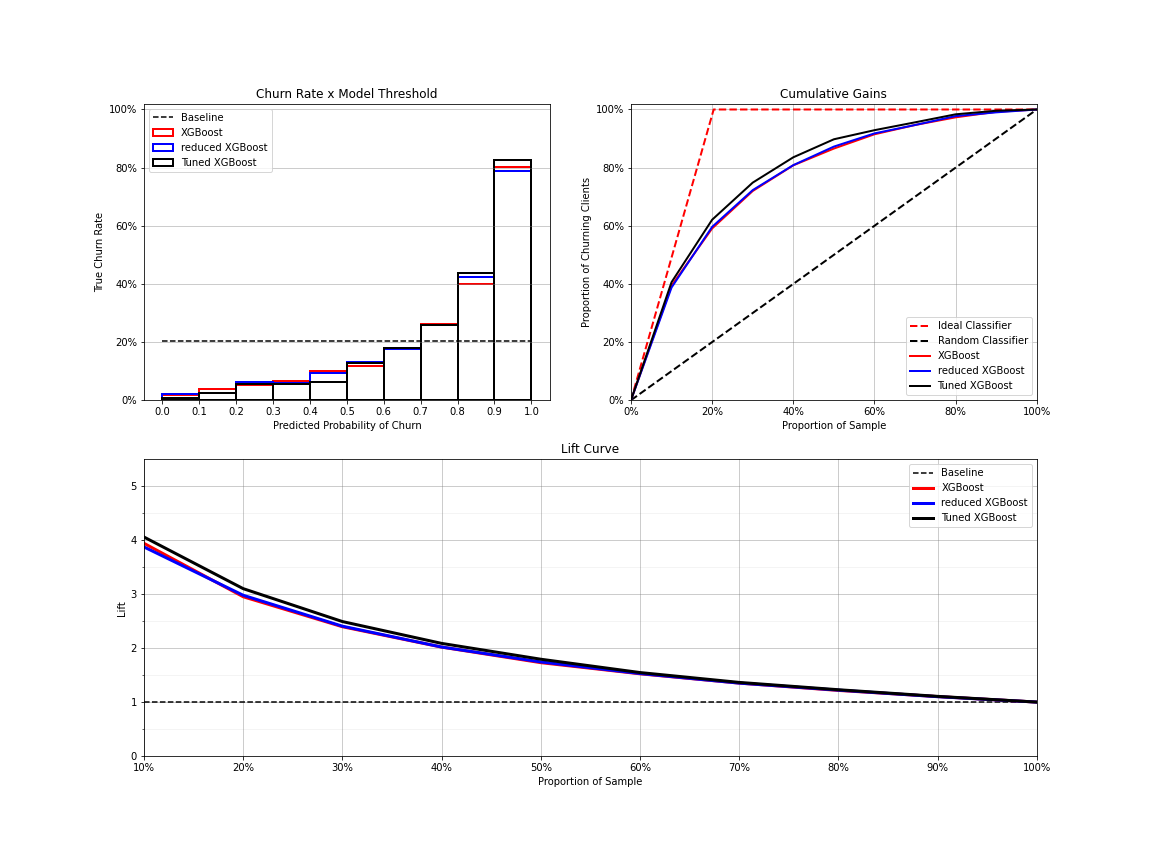 Churn Rate x Model Threshold
100%
80%
60%
40%
20%
0%
True Churn Rate
Baseline
XGBoost
reduced XGBoost
Tuned XGBoost
0.0 0.1 0.2 0.3 0.4 0.5 0.6 0.7 0.8 0.9 1.0
Predicted Probability of Churn
Cumulative Gains
100%
80%
60%
40%
20%
0%
Proportion of Churning Clients
Ideal Classifier
Random Classifier
XGBoost
reduced XGBoost
Tuned XGBoost
0% 20% 40% 60% 80% 100%
Proportion of Sample
Lift Curve
5
4
3
2
1
0
Lift
Baseline
XGBoost
reduced XGBoost
Tuned XGBoost
10% 20% 30% 40% 50% 60% 70% 80% 90% 100%
Proportion of Sample